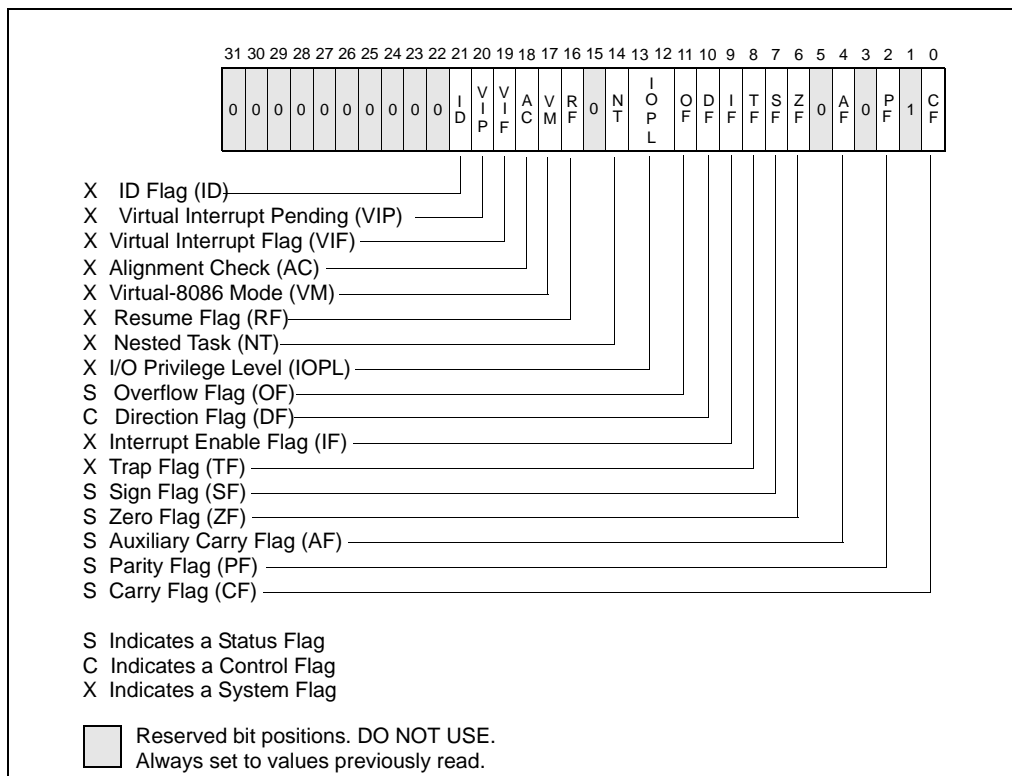 31 30 29 28 27 26 25 24 23 22 21 20 19 18 17 16 15 14 13 12 11 10 9 8 7 6 5 4 3 2 1 0
0 0 0 0 0 0 0 0 0 0 ID VIP VIF AC VM RF 0 NT IOPL OF DF IF TF SF ZF 0 AF 0 PF 1 CF
X ID Flag (ID)
X Virtual Interrupt Pending (VIP)
X Virtual Interrupt Flag (VIF)
X Alignment Check (AC)
X Virtual-8086 Mode (VM)
X Resume Flag (RF)
X Nested Task (NT)
X I/O Privilege Level (IOPL)
S Overflow Flag (OF)
C Direction Flag (DF)
X Interrupt Enable Flag (IF)
X Trap Flag (TF)
S Sign Flag (SF)
S Zero Flag (ZF)
S Auxiliary Carry Flag (AF)
S Parity Flag (PF)
S Carry Flag (CF)
S Indicates a Status Flag
C Indicates a Control Flag
X Indicates a System Flag
Reserved bit positions. DO NOT USE.
Always set to values previously read.